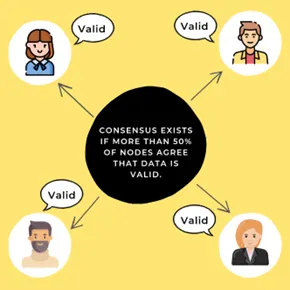 Valid
Valid
CONSENSUS EXISTS
IF MORE THAN 50%
OF NODES AGREE
THAT DATA IS
VALID.
Valid
Valid